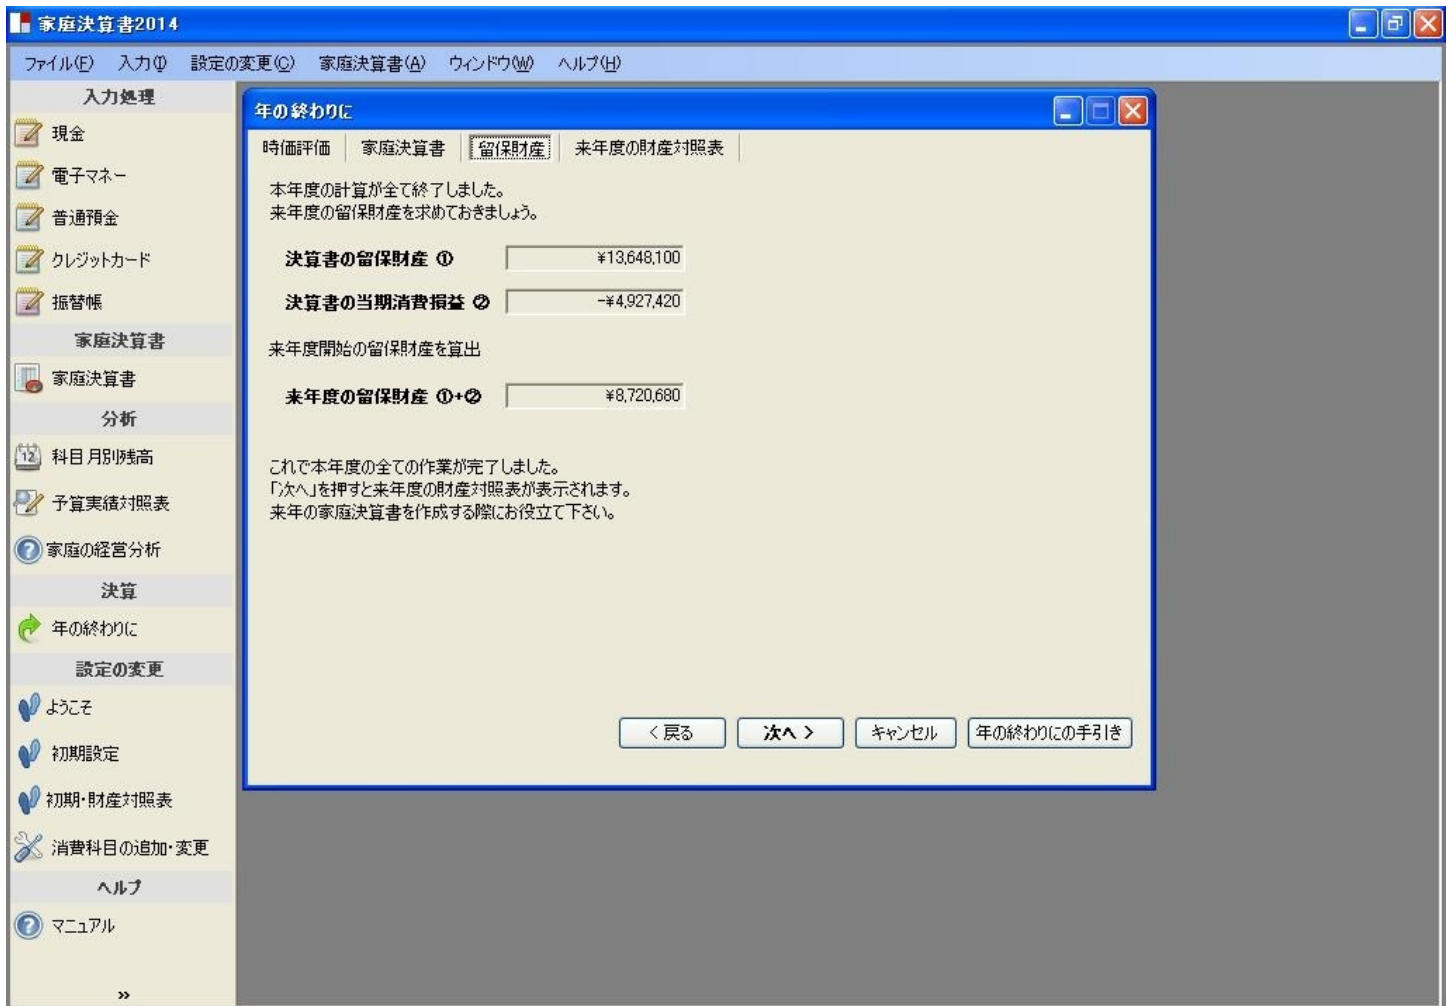 家庭決算書2014
ファイル(F) 入力(I) 設定の変更(C) 家庭決算書(A) ウィンドウ(W) ヘルプ(H)
入力処理
現金
電子マネー
普通預金
クレジットカード
振替帳
家庭決算書
家庭決算書
分析
12
科目月別残高
予算実績対照表
家庭の経営分析
決算
年の終わりに
設定の変更
ようこそ
初期設定
初期・財産対照表
消費科目の追加・変更
ヘルプ
マニュアル
»
年の終わりに
時価評価 家庭決算書 留保財産 来年度の財産対照表
本年度の計算が全て終了しました。
来年度の留保財産を求めておきましょう。
決算書の留保財産 ① ¥13,648,100
決算書の当期消費損益 ② -¥4,927,420
来年度開始の留保財産を算出
来年度の留保財産 ①+② ¥8,720,680
これで本年度の全ての作業が完了しました。
「次へ」を押すと来年度の財産対照表が表示されます。
来年の家庭決算書を作成する際にお役立て下さい。
< 戻る 次へ > キャンセル 年の終わりにの手引き